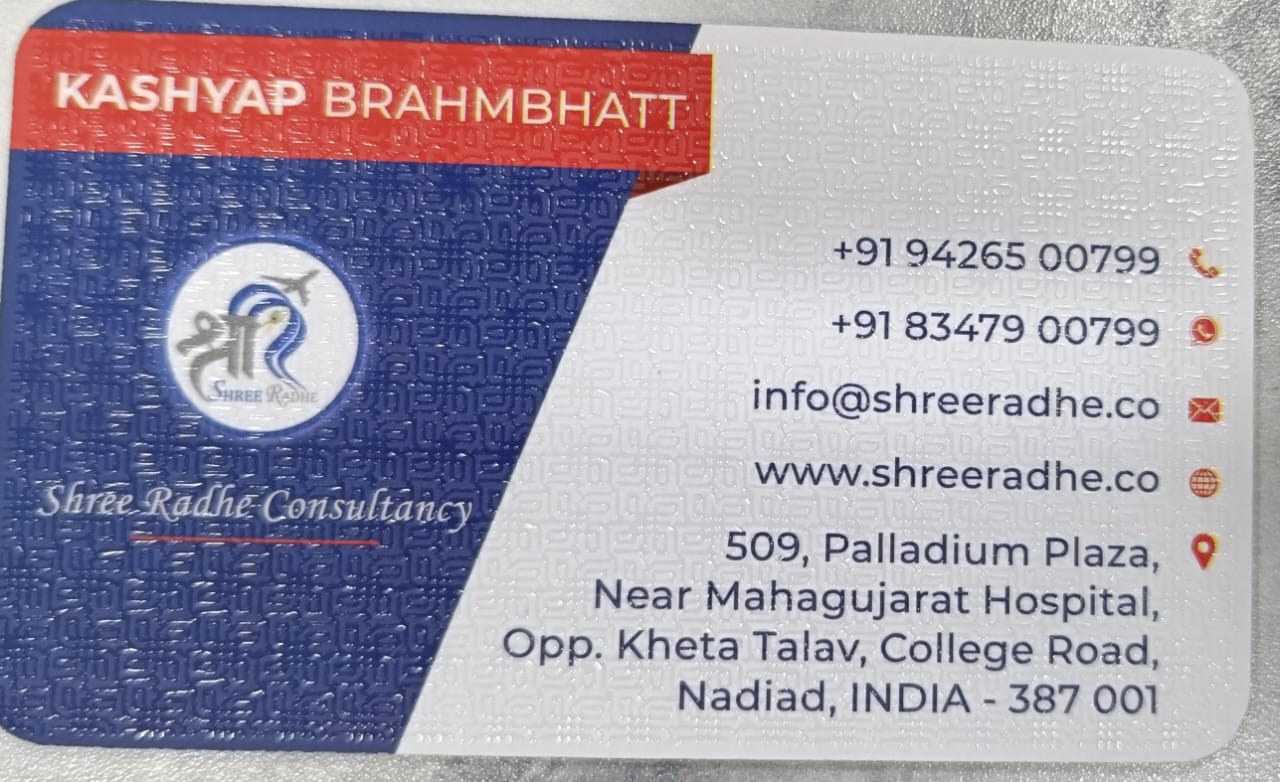 KASHYAP BRAHMBHATT
श्री
SHREE RADHE
Shree Radhe Consultancy
+91 94265 00799
+91 83479 00799
info@shreeradhe.co
www.shreeradhe.co
509, Palladium Plaza,
Near Mahagujarat Hospital,
Opp. Kheta Talav, College Road,
Nadiad, INDIA - 387 001